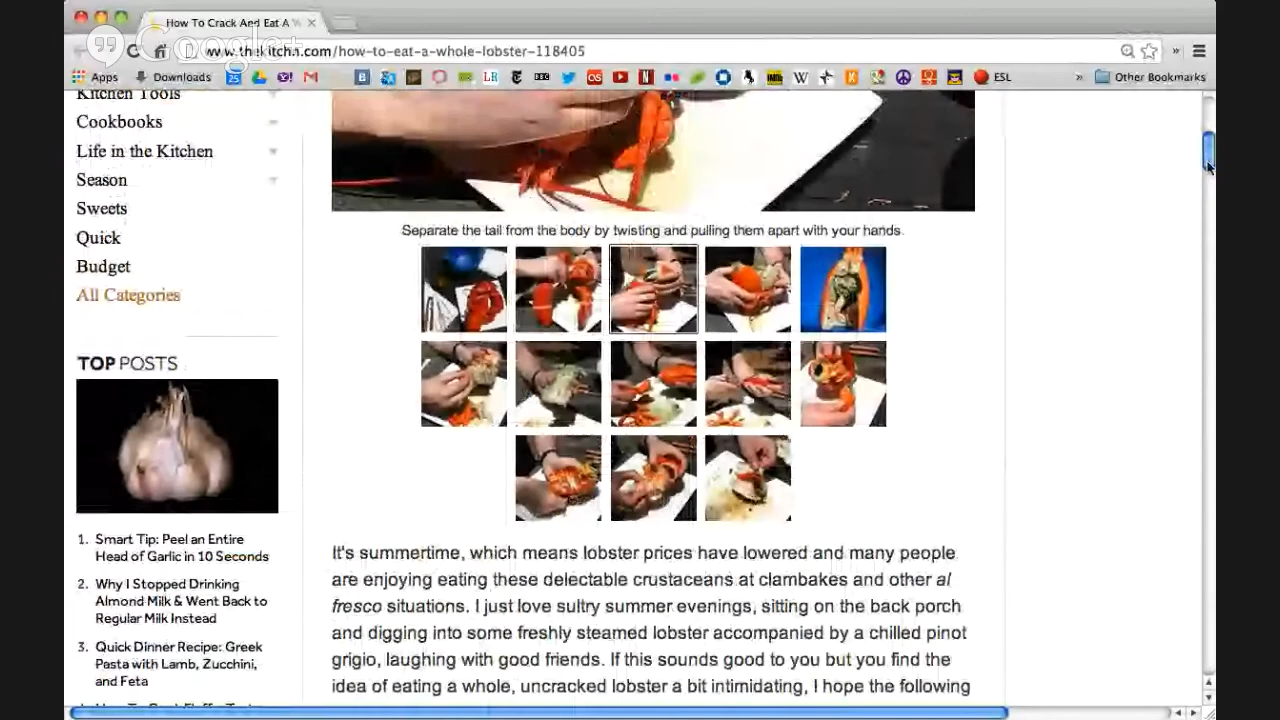 How To Crack And Eat A W
Google+
www.thekitchn.com/how-to-eat-a-whole-lobster-118405
Apps
Downloads
25
LR
BBC
OS
N
IMDb
W
K
ESL
»
Other Bookmarks
Kitchen Tools
Cookbooks
Life in the Kitchen
Season
Sweets
Quick
Budget
All Categories
TOP POSTS
1. Smart Tip: Peel an Entire
Head of Garlic in 10 Seconds
2. Why I Stopped Drinking
Almond Milk & Went Back to
Regular Milk Instead
3. Quick Dinner Recipe: Greek
Pasta with Lamb, Zucchini,
and Feta
Separate the tail from the body by twisting and pulling them apart with your hands.
It's summertime, which means lobster prices have lowered and many people
are enjoying eating these delectable crustaceans at clambakes and other al
fresco situations. I just love sultry summer evenings, sitting on the back porch
and digging into some freshly steamed lobster accompanied by a chilled pinot
grigio, laughing with good friends. If this sounds good to you but you find the
idea of eating a whole, uncracked lobster a bit intimidating, I hope the following